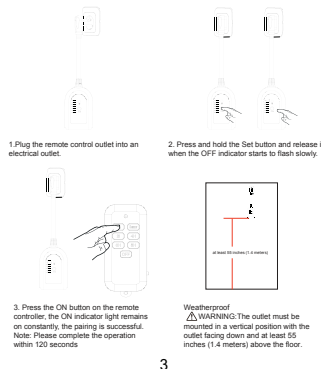 1.Plug the remote control outlet into an
electrical outlet.
2. Press and hold the Set button and release i
when the OFF indicator starts to flash slowly.
at least 55 inches (1.4 meters)
3. Press the ON button on the remote
controller, the ON indicator light remains
on constantly, the pairing is successful.
Note: Please complete the operation
within 120 seconds
Weatherproof
⚠WARNING:The outlet must be
mounted in a vertical position with the
outlet facing down and at least 55
inches (1.4 meters) above the floor.
3